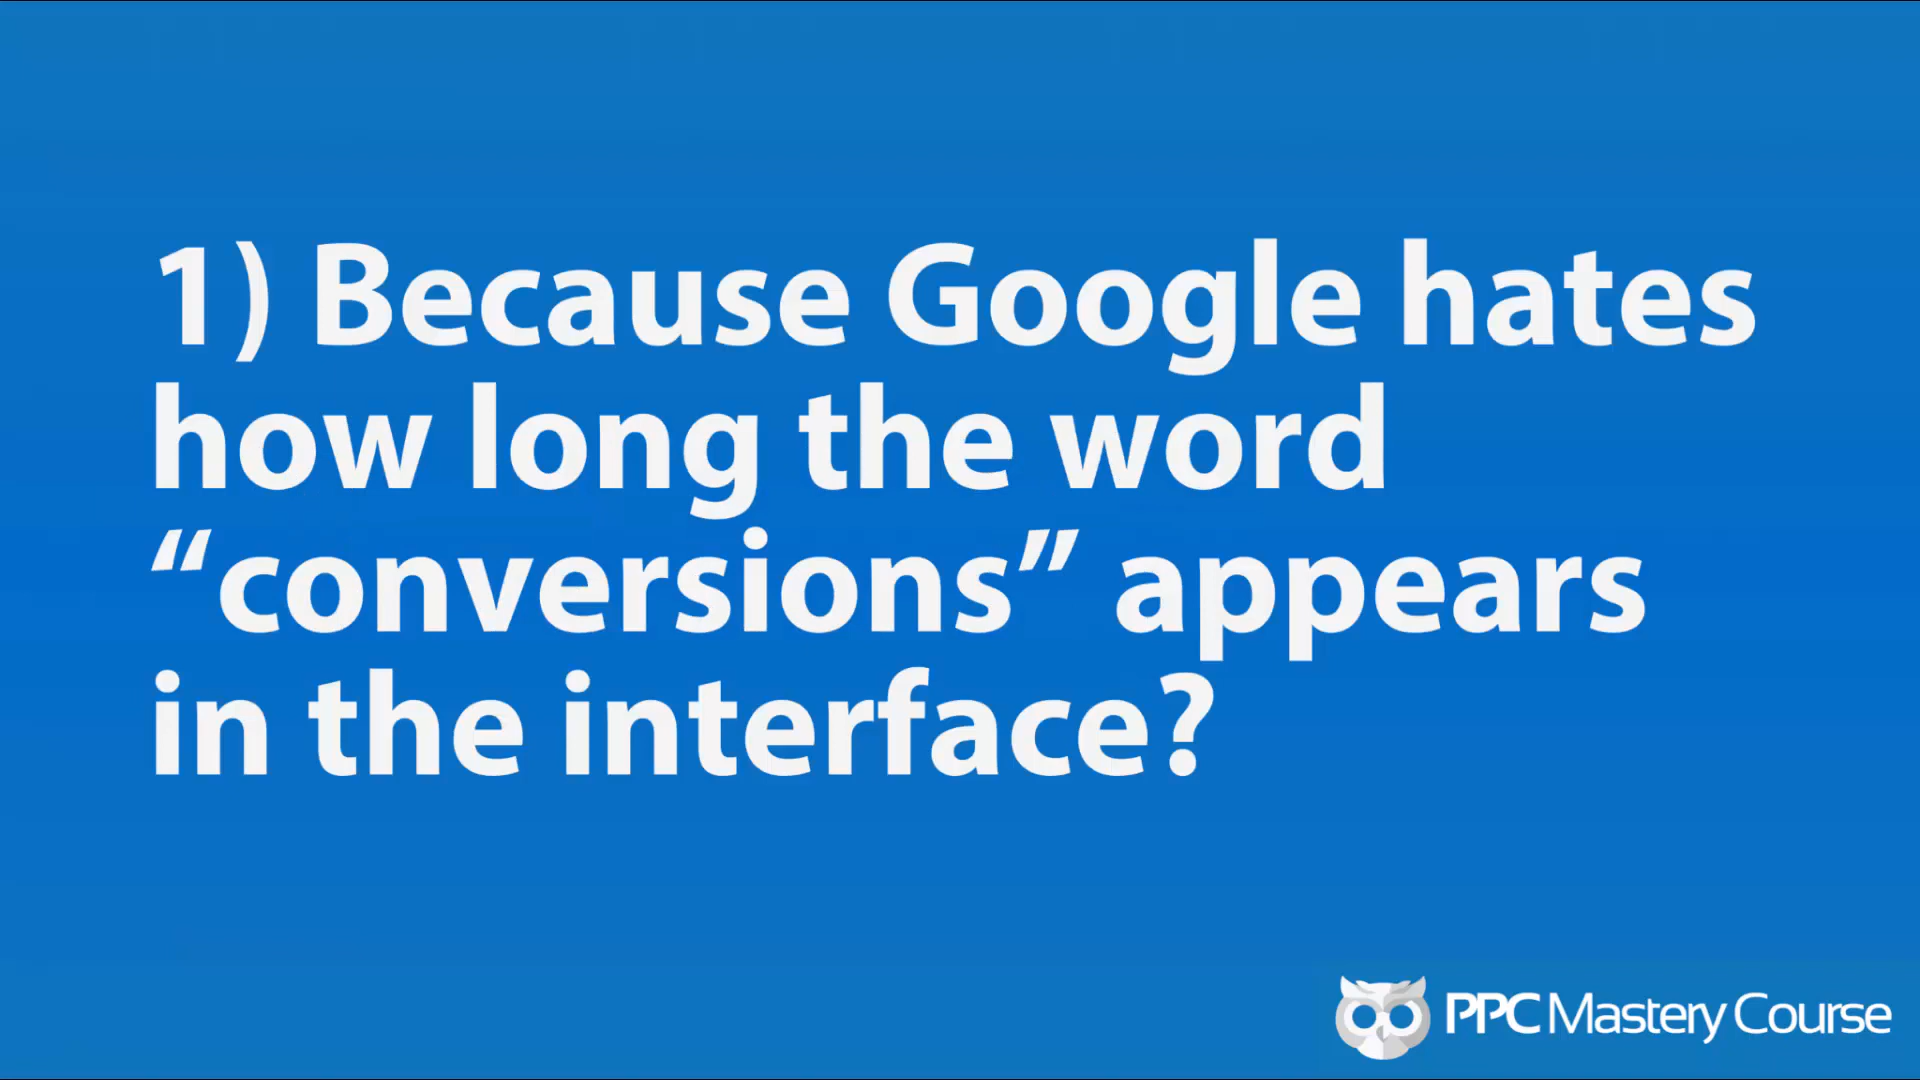 1) Because Google hates
how long the word
“conversions” appears
in the interface?
PPC Mastery Course